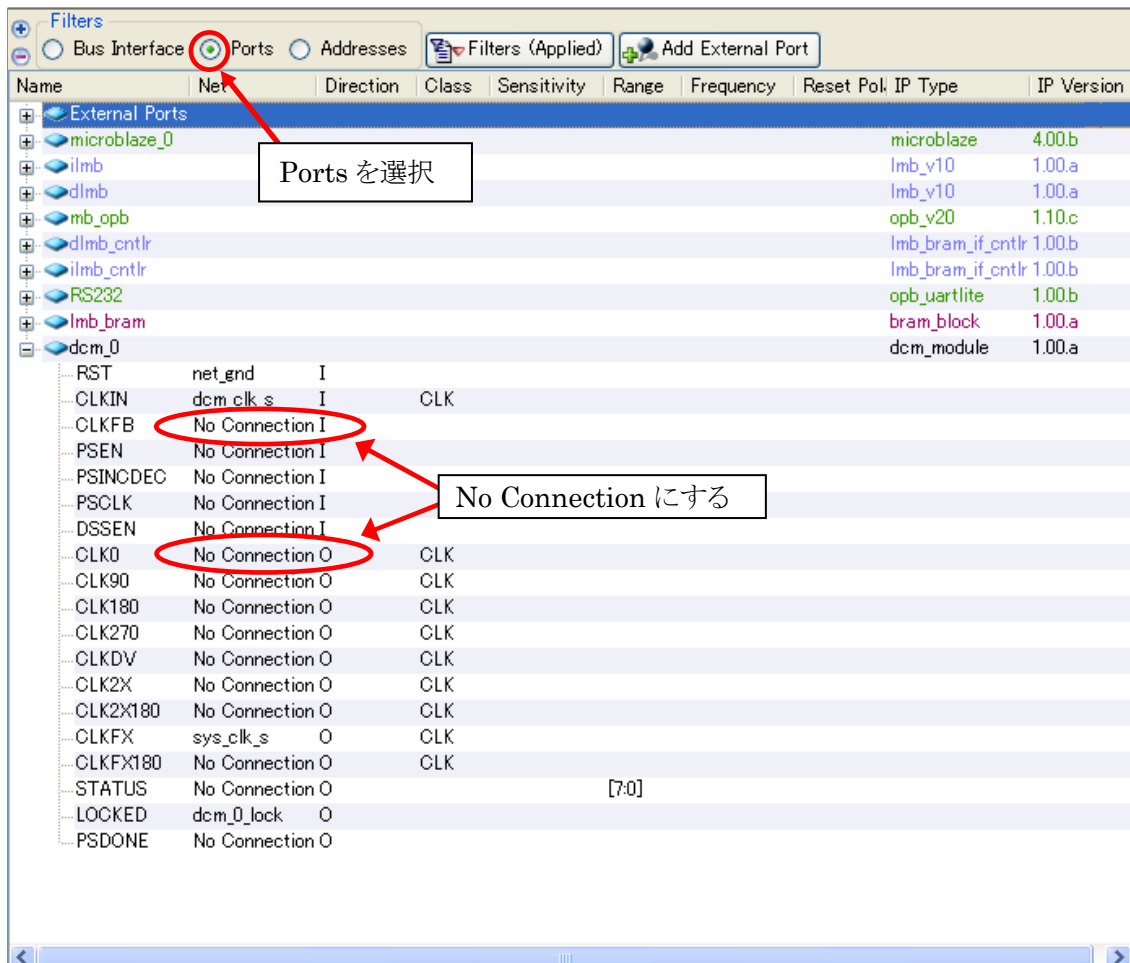 Filters
Bus Interface Ports Addresses Filters (Applied) Add External Port
Name Net Direction Class Sensitivity Range Frequency Reset Pol IP Type IP Version
External Ports
microblaze_0 microblaze 4.00.b
Ports を選択
ilmb lmb_v10 1.00.a
dlmb lmb_v10 1.00.a
mb_opb opb_v20 1.10.c
dlmb_cntlr lmb_bram_if_cntlr 1.00.b
ilmb_cntlr lmb_bram_if_cntlr 1.00.b
RS232 opb_uartlite 1.00.b
lmb_bram bram_block 1.00.a
dcm_0 dcm_module 1.00.a
RST net_gnd I
CLKIN dcm_clk_s I CLK
CLKFB No Connection I
PSEN No Connection I
PSINCDEC No Connection I
No Connection にする
PSCLK No Connection I
DSSEN No Connection I
CLK0 No Connection O CLK
CLK90 No Connection O CLK
CLK180 No Connection O CLK
CLK270 No Connection O CLK
CLKDV No Connection O CLK
CLK2X No Connection O CLK
CLK2X180 No Connection O CLK
CLKFX sys_clk_s O CLK
CLKFX180 No Connection O CLK
STATUS No Connection O [7:0]
LOCKED dcm_0_lock O
PSDONE No Connection O